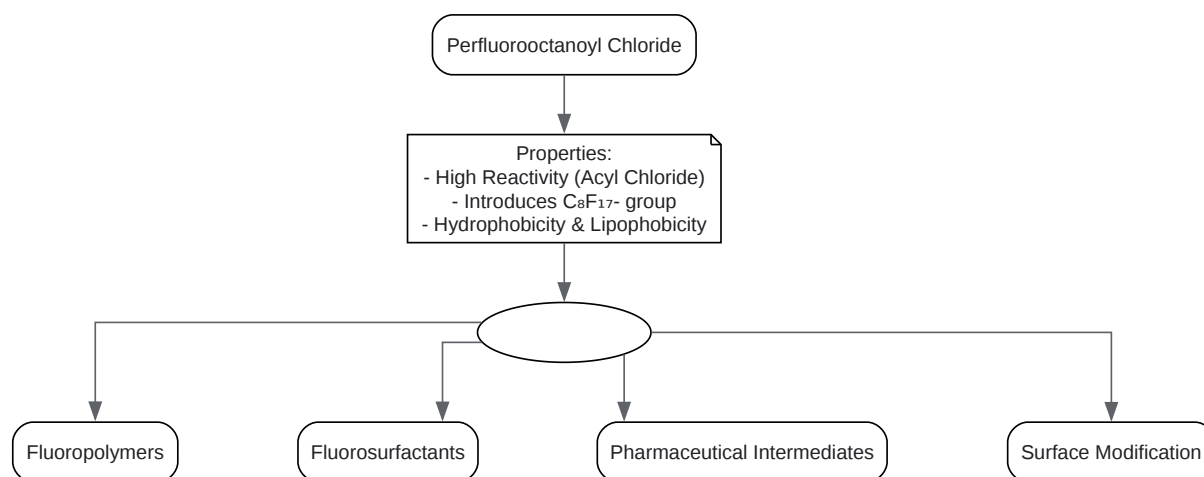 Perfluorooctanoyl Chloride
Properties:
- High Reactivity (Acyl Chloride)
- Introduces C₈F₁₇- group
- Hydrophobicity & Lipophobicity
Fluoropolymers
Fluorosurfactants
Pharmaceutical Intermediates
Surface Modification